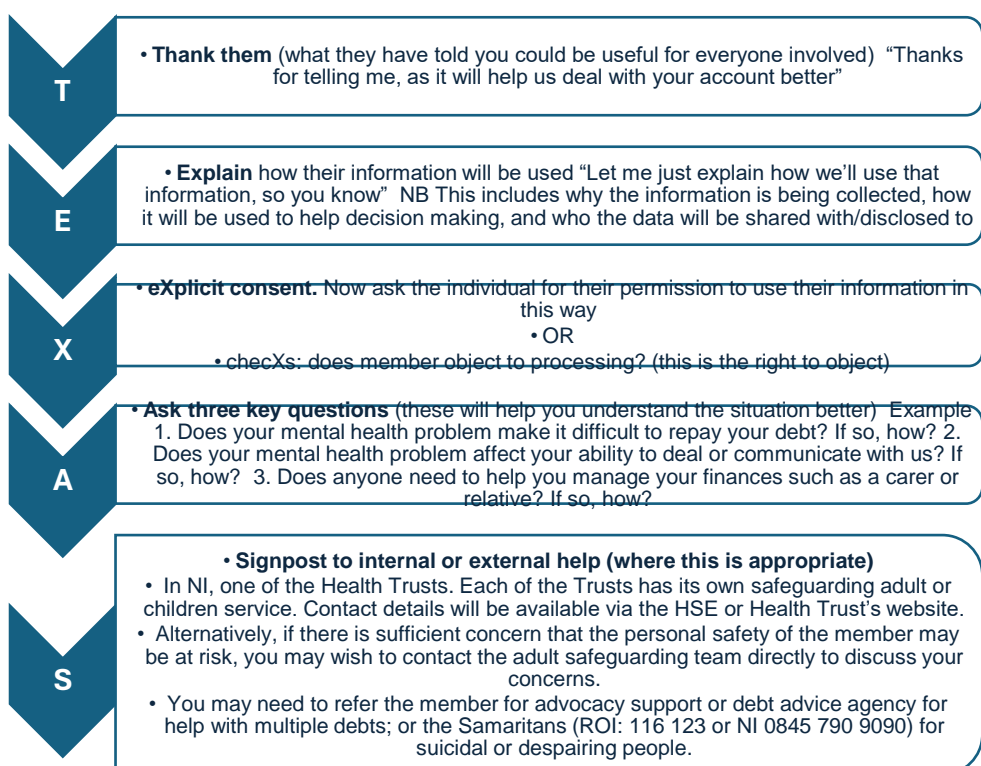 T
• Thank them (what they have told you could be useful for everyone involved)  “Thanks
for telling me, as it will help us deal with your account better”
E
• Explain how their information will be used “Let me just explain how we’ll use that
information, so you know”  NB This includes why the information is being collected, how
it will be used to help decision making, and who the data will be shared with/disclosed to
X
• eXplicit consent. Now ask the individual for their permission to use their information in
this way
• OR
• checXs: does member object to processing? (this is the right to object)
A
• Ask three key questions (these will help you understand the situation better)  Example
1. Does your mental health problem make it difficult to repay your debt? If so, how? 2.
Does your mental health problem affect your ability to deal or communicate with us? If
so, how?  3. Does anyone need to help you manage your finances such as a carer or
relative? If so, how?
S
• Signpost to internal or external help (where this is appropriate)
• In NI, one of the Health Trusts. Each of the Trusts has its own safeguarding adult or
children service. Contact details will be available via the HSE or Health Trust’s website.
• Alternatively, if there is sufficient concern that the personal safety of the member may
be at risk, you may wish to contact the adult safeguarding team directly to discuss your
concerns.
• You may need to refer the member for advocacy support or debt advice agency for
help with multiple debts; or the Samaritans (ROI: 116 123 or NI 0845 790 9090) for
suicidal or despairing people.